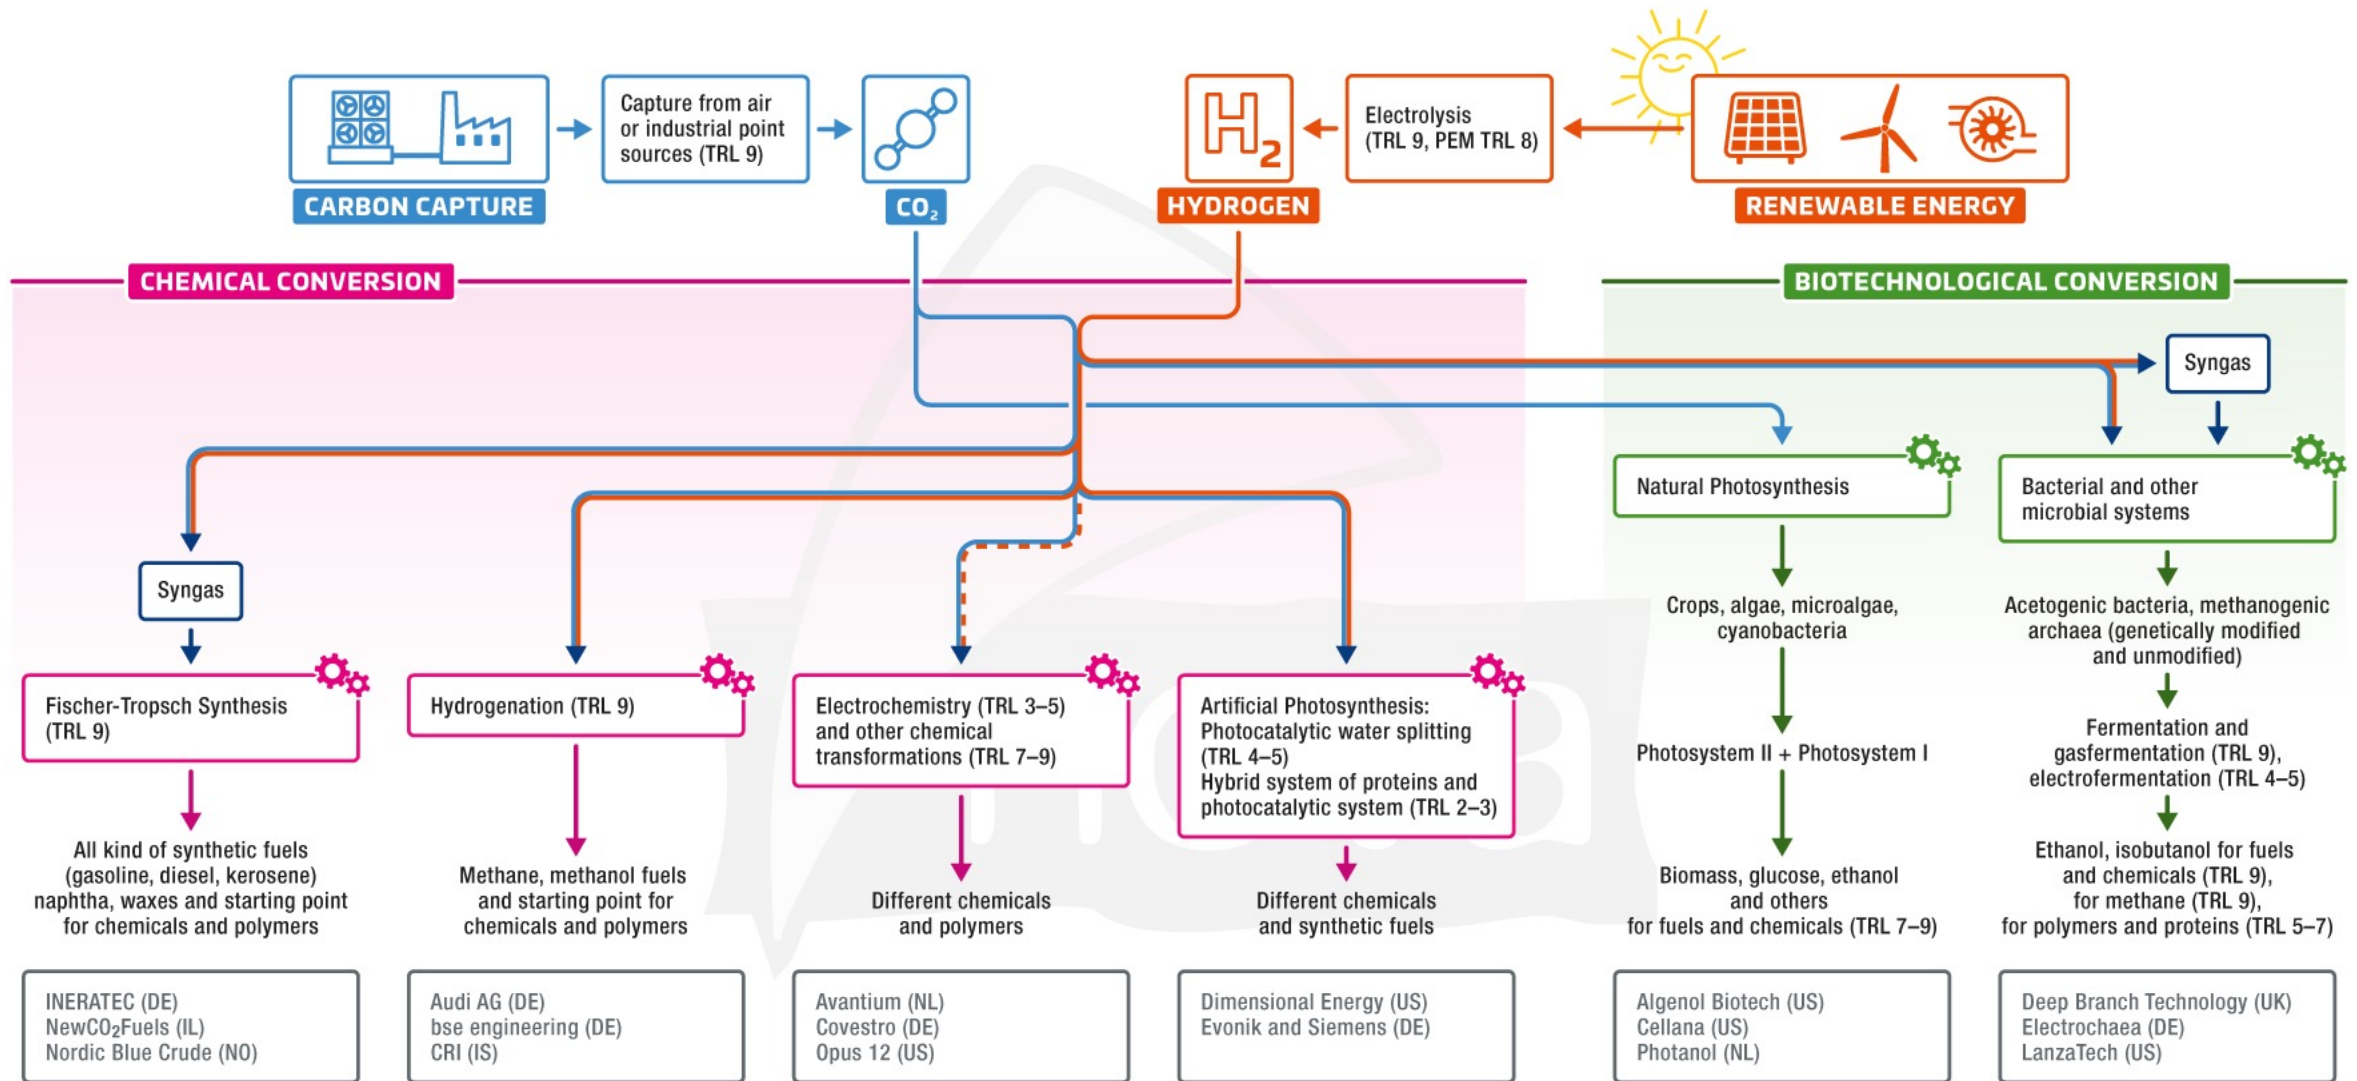 Capture from air
or industrial point
sources (TRL 9)
CARBON CAPTURE
CO₂
H₂
HYDROGEN
Electrolysis
(TRL 9, PEM TRL 8)
RENEWABLE ENERGY
CHEMICAL CONVERSION
BIOTECHNOLOGICAL CONVERSION
Syngas
Fischer-Tropsch Synthesis
(TRL 9)
All kind of synthetic fuels
(gasoline, diesel, kerosene)
naphtha, waxes and starting point
for chemicals and polymers
INERATEC (DE)
NewCO₂Fuels (IL)
Nordic Blue Crude (NO)
Hydrogenation (TRL 9)
Methane, methanol fuels
and starting point for
chemicals and polymers
Audi AG (DE)
bse engineering (DE)
CRI (IS)
Electrochemistry (TRL 3–5)
and other chemical
transformations (TRL 7–9)
Different chemicals
and polymers
Avantium (NL)
Covestro (DE)
Opus 12 (US)
Artificial Photosynthesis:
Photocatalytic water splitting
(TRL 4–5)
Hybrid system of proteins and
photocatalytic system (TRL 2–3)
Different chemicals
and synthetic fuels
Dimensional Energy (US)
Evonik and Siemens (DE)
Natural Photosynthesis
Crops, algae, microalgae,
cyanobacteria
Photosystem II + Photosystem I
Biomass, glucose, ethanol
and others
for fuels and chemicals (TRL 7–9)
Algenol Biotech (US)
Cellana (US)
Photanol (NL)
Syngas
Bacterial and other
microbial systems
Acetogenic bacteria, methanogenic
archaea (genetically modified
and unmodified)
Fermentation and
gasfermentation (TRL 9),
electrofermentation (TRL 4–5)
Ethanol, isobutanol for fuels
and chemicals (TRL 9),
for methane (TRL 9),
for polymers and proteins (TRL 5–7)
Deep Branch Technology (UK)
Electrochaea (DE)
LanzaTech (US)
nova